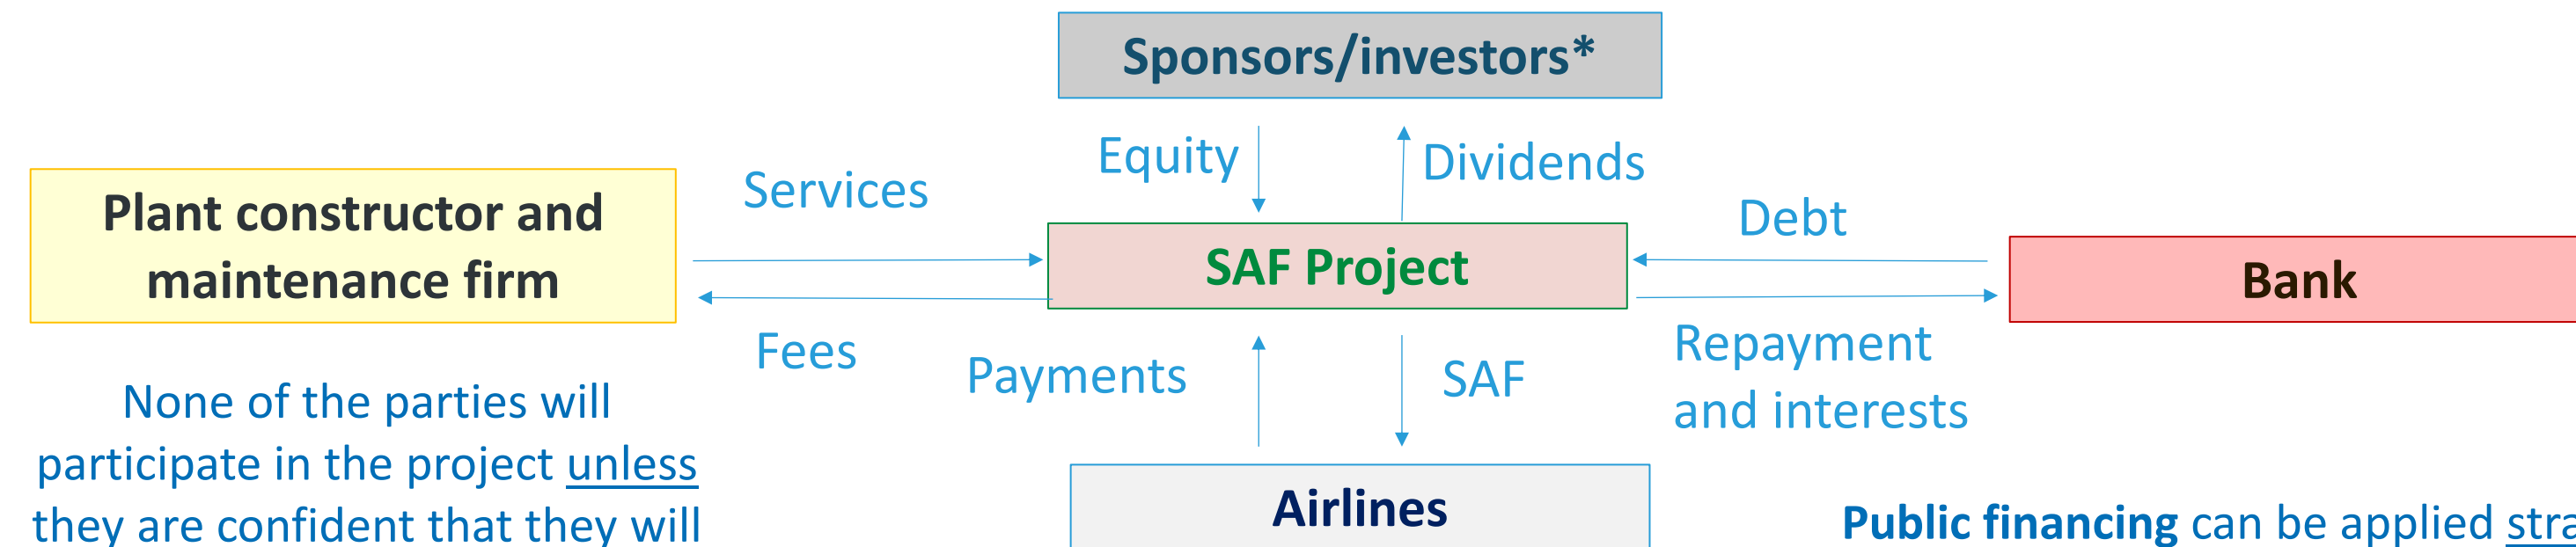 Sponsors/investors*
Equity
Dividends
Plant constructor and
maintenance firm
Services
Fees
SAF Project
Debt
Repayment
and interests
Bank
Payments
SAF
Airlines
None of the parties will
participate in the project unless
they are confident that they will
Public financing can be applied